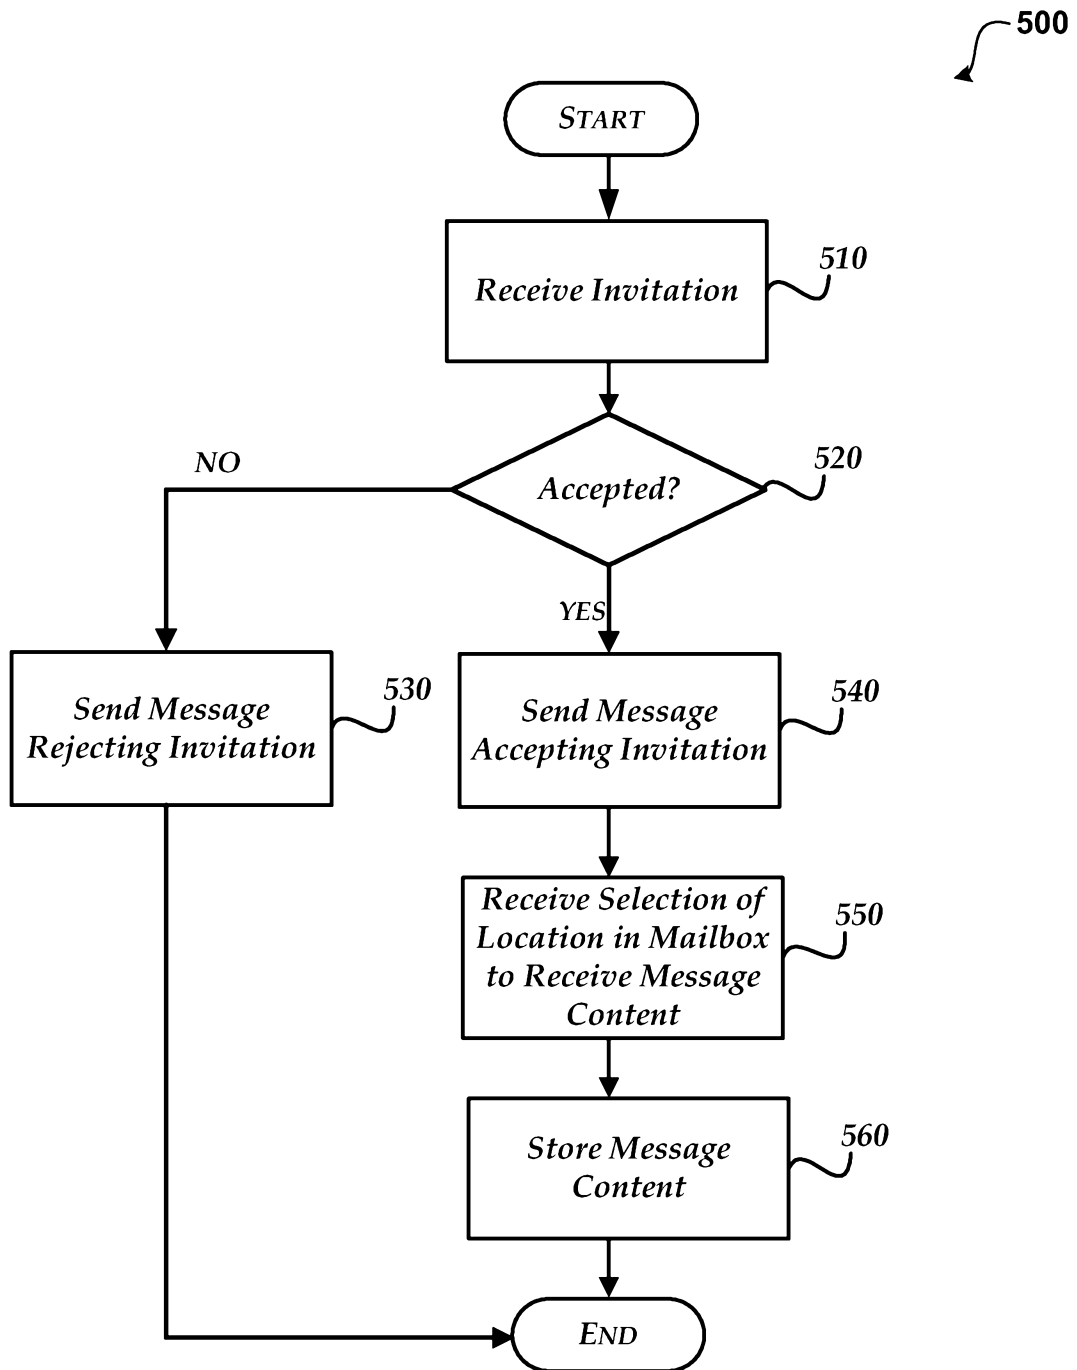 500
START
Receive Invitation
510
Accepted?
520
NO
YES
Send Message
Rejecting Invitation
530
Send Message
Accepting Invitation
540
Receive Selection of
Location in Mailbox
to Receive Message
Content
550
Store Message
Content
560
END